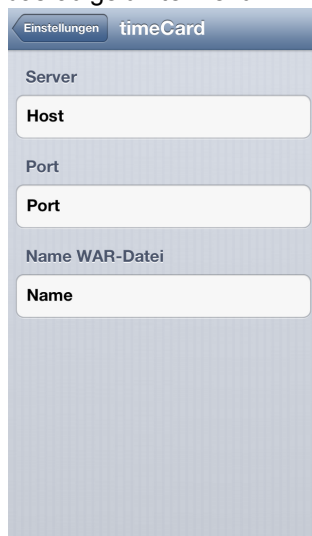 Einstellungen timeCard
Server
Host
Port
Port
Name WAR-Datei
Name